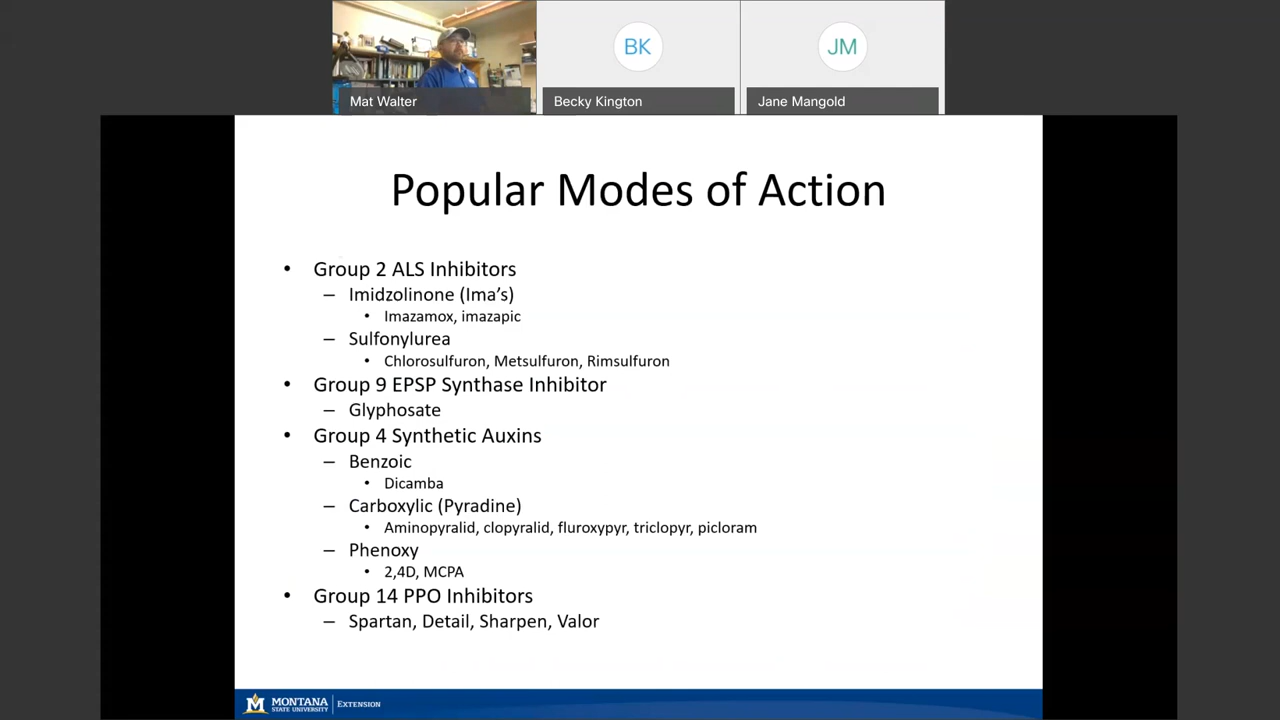 BK
JM
Mat Walter
Becky Kington
Jane Mangold
Popular Modes of Action
• Group 2 ALS Inhibitors
– Imidzolinone (Ima's)
• Imazamox, imazapic
– Sulfonylurea
• Chlorosulfuron, Metsulfuron, Rimsulfuron
• Group 9 EPSP Synthase Inhibitor
– Glyphosate
• Group 4 Synthetic Auxins
– Benzoic
• Dicamba
– Carboxylic (Pyradine)
• Aminopyralid, clopyralid, fluroxypyr, triclopyr, picloram
– Phenoxy
• 2,4D, MCPA
• Group 14 PPO Inhibitors
– Spartan, Detail, Sharpen, Valor
M MONTANA
STATE UNIVERSITY
EXTENSION